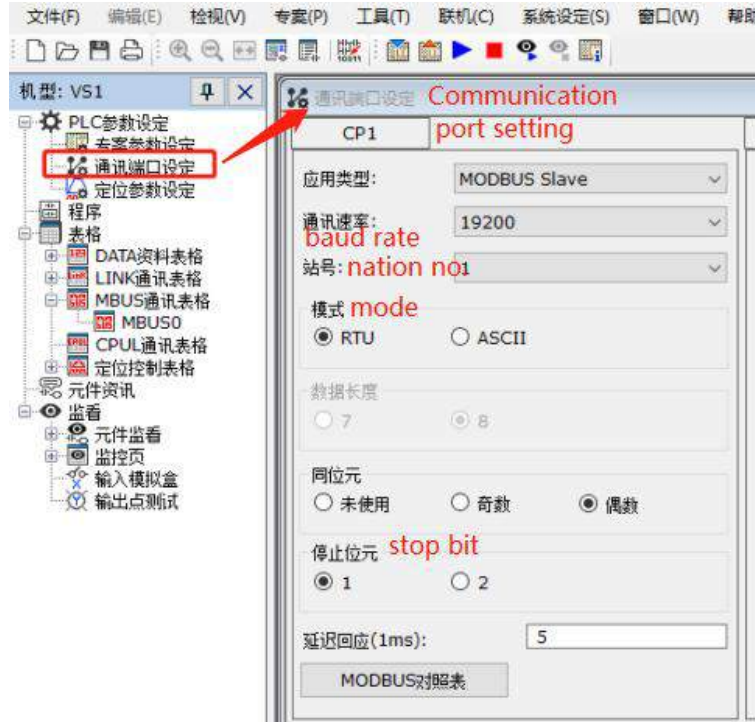 文件(F) 编辑(E) 检视(V) 专案(P) 工具(T) 联机(C) 系统设定(S) 窗口(W) 帮助
机型: VS1
PLC参数设定
专案参数设定
通讯端口设定
定位参数设定
程序
表格
DATA资料表格
LINK通讯表格
MBUS通讯表格
MBUS0
CPUL通讯表格
定位控制表格
元件资讯
监看
元件监看
监控页
输入模拟盒
输出点测试
通讯端口设定 Communication
CP1 port setting
应用类型: MODBUS Slave
通讯速率: 19200
baud rate
站号: nation no 1
模式 mode
RTU ASCII
数据长度
7 8
同位元
未使用 奇数 偶数
停止位元 stop bit
1 2
延迟回应(1ms): 5
MODBUS对照表